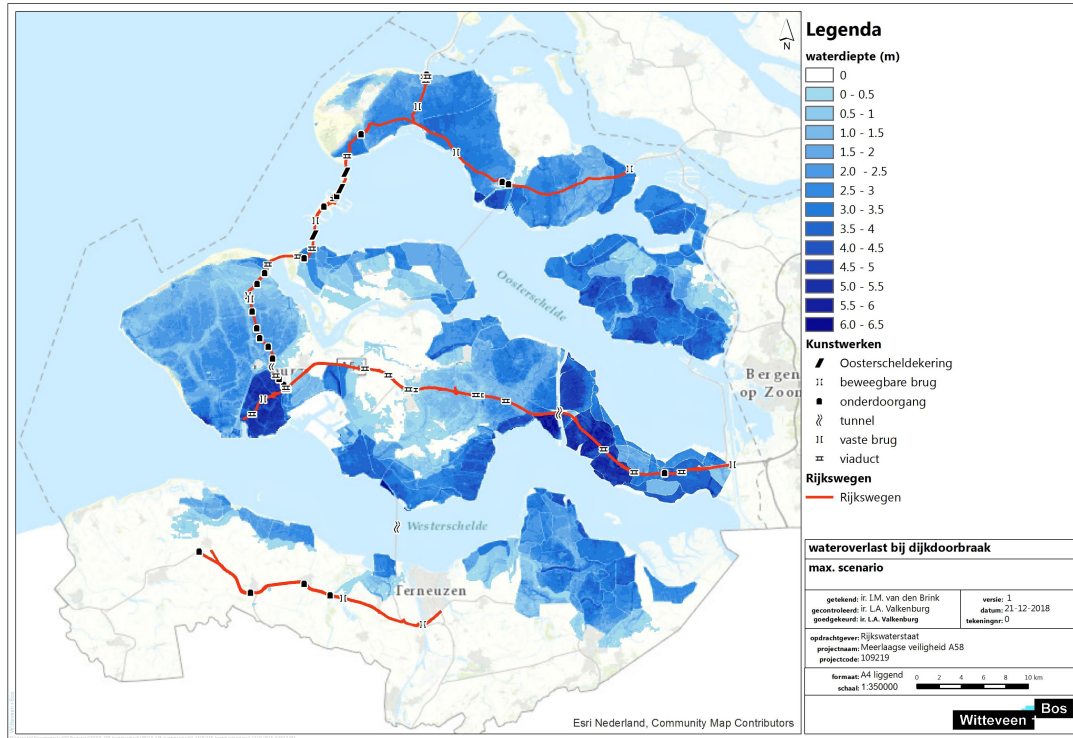 N
Oosterschelde
Bergen
op Zoom
Westerschelde
Terneuzen
Esri Nederland, Community Map Contributors
Legenda
waterdiepte (m)
0
0 - 0.5
0.5 - 1
1.0 - 1.5
1.5 - 2
2.0 - 2.5
2.5 - 3
3.0 - 3.5
3.5 - 4
4.0 - 4.5
4.5 - 5
5.0 - 5.5
5.5 - 6
6.0 - 6.5
Kunstwerken
Oosterscheldekering
beweegbare brug
onderdoorgang
tunnel
vaste brug
viaduct
Rijkswegen
Rijkswegen
wateroverlast bij dijkdoorbraak
max. scenario
getekend: ir. I.M. van den Brink
gecontroleerd: ir. L.A. Valkenburg
goedgekeurd: ir. L.A. Valkenburg
versie: 1
datum: 21-12-2018
tekeningnr: 0
opdrachtgever: Rijkswaterstaat
projectnaam: Meerlaagse veiligheid A58
projectcode: 109219
formaat: A4 liggend
schaal: 1:350000
0 2 4 6 8 10 km
Witteveen + Bos